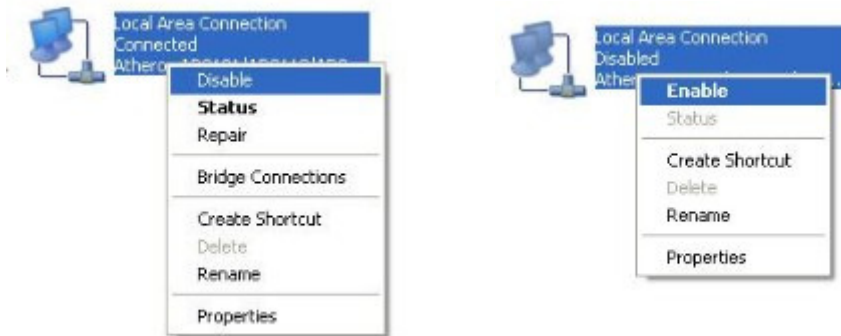 Local Area Connection
Connected
Disable
Status
Repair
Bridge Connections
Create Shortcut
Delete
Rename
Properties
Local Area Connection
Disabled
Enable
Status
Create Shortcut
Delete
Rename
Properties